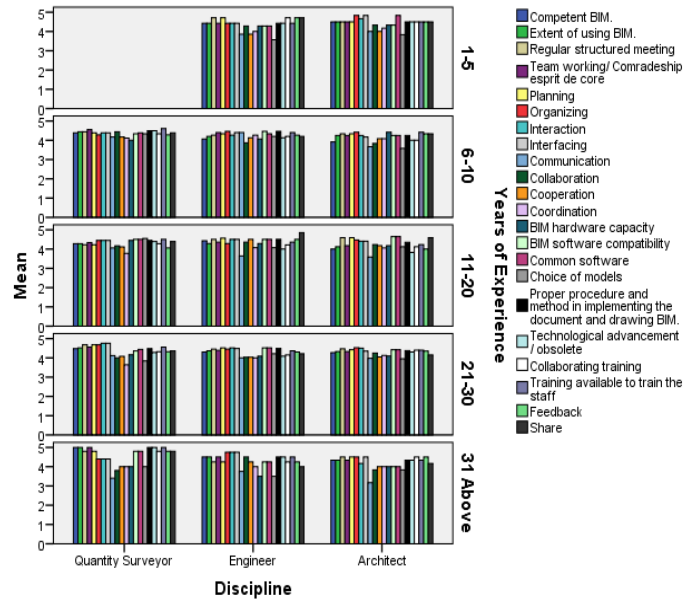 Mean
5
4
3
2
1
0
1-5
5
4
3
2
1
0
6-10
5
4
3
2
1
0
11-20
5
4
3
2
1
0
21-30
5
4
3
2
1
0
31 Above
Years of Experience
Quantity Surveyor Engineer Architect
Discipline
Competent BIM.
Extent of using BIM.
Regular structured meeting
Team working/ Comradeship
esprit de core
Planning
Organizing
Interaction
Interfacing
Communication
Collaboration
Cooperation
Coordination
BIM hardware capacity
BIM software compatibility
Common software
Choice of models
Proper procedure and
method in implementing the
document and drawing BIM.
Technological advancement
/ obsolete
Collaborating training
Training available to train the
staff
Feedback
Share